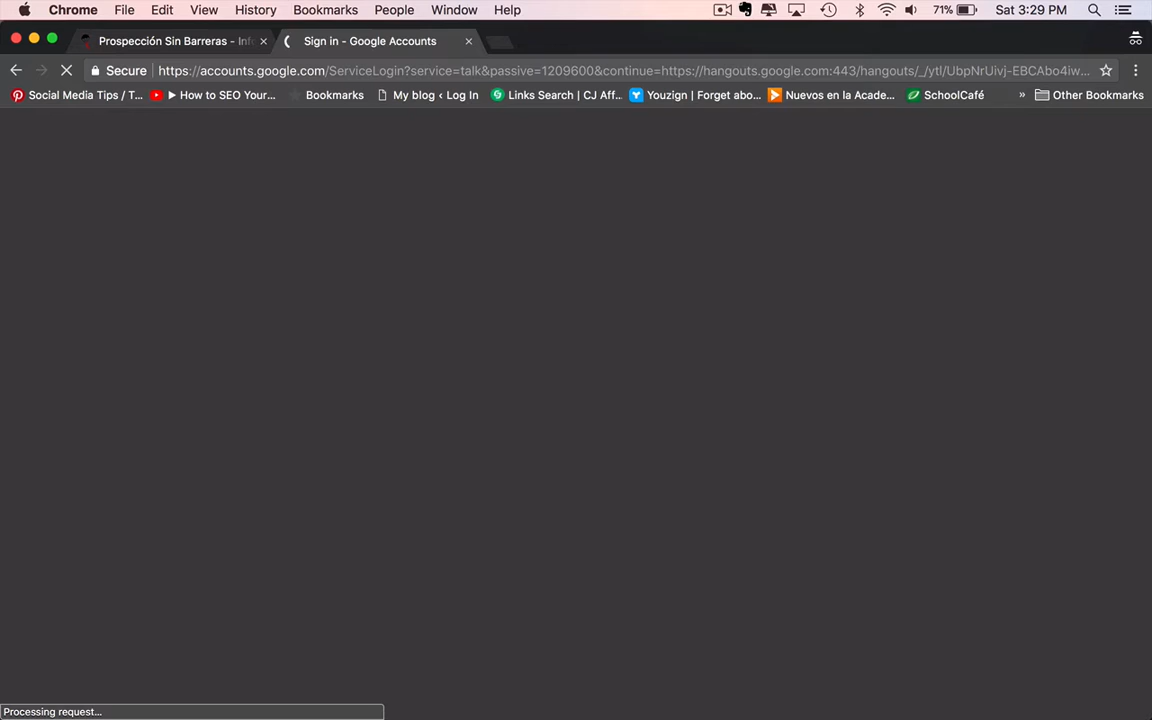 Chrome File Edit View History Bookmarks People Window Help 71% Sat 3:29 PM
Prospección Sin Barreras - Inf Sign in - Google Accounts
Secure https://accounts.google.com/ServiceLogin?service=talk&passive=1209600&continue=https://hangouts.google.com:443/hangouts/_/ytl/UbpNrUivj-EBCAbo4iw...
Social Media Tips / T... ▶ How to SEO Your... Bookmarks My blog ‹ Log In Links Search | CJ Aff... Youzign | Forget abo... Nuevos en la Acade... SchoolCafé » Other Bookmarks
Processing request...